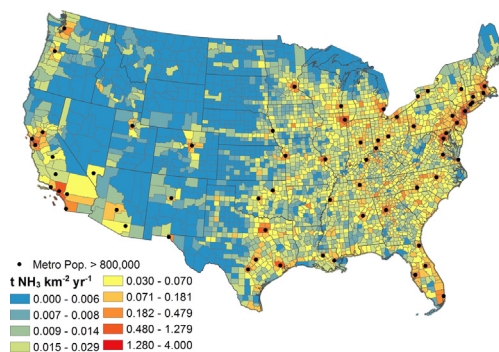 • Metro Pop. > 800,000
t NH₃ km⁻² yr⁻¹
0.000 - 0.006
0.007 - 0.008
0.009 - 0.014
0.015 - 0.029
0.030 - 0.070
0.071 - 0.181
0.182 - 0.479
0.480 - 1.279
1.280 - 4.000